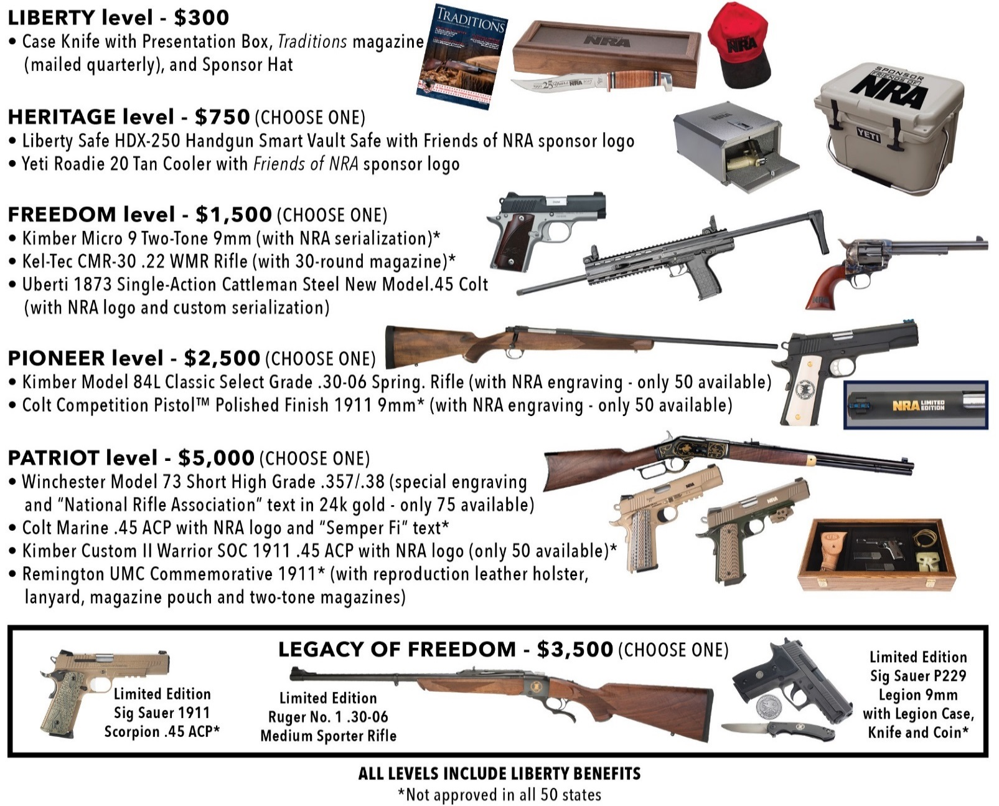 LIBERTY level - $300
• Case Knife with Presentation Box, Traditions magazine
(mailed quarterly), and Sponsor Hat
TRADITIONS
NRA
25 Years
NRA
NRA
SPONSOR
FRIENDS OF
NRA
YETI
HERITAGE level - $750 (CHOOSE ONE)
• Liberty Safe HDX-250 Handgun Smart Vault Safe with Friends of NRA sponsor logo
• Yeti Roadie 20 Tan Cooler with Friends of NRA sponsor logo
NRA
FREEDOM level - $1,500 (CHOOSE ONE)
• Kimber Micro 9 Two-Tone 9mm (with NRA serialization)*
• Kel-Tec CMR-30 .22 WMR Rifle (with 30-round magazine)*
• Uberti 1873 Single-Action Cattleman Steel New Model.45 Colt
(with NRA logo and custom serialization)
NRA
PIONEER level - $2,500 (CHOOSE ONE)
• Kimber Model 84L Classic Select Grade .30-06 Spring. Rifle (with NRA engraving - only 50 available)
• Colt Competition Pistol™ Polished Finish 1911 9mm* (with NRA engraving - only 50 available)
NRA LIMITED
EDITION
PATRIOT level - $5,000 (CHOOSE ONE)
• Winchester Model 73 Short High Grade .357/.38 (special engraving
and “National Rifle Association” text in 24k gold - only 75 available)
• Colt Marine .45 ACP with NRA logo and “Semper Fi” text*
• Kimber Custom II Warrior SOC 1911 .45 ACP with NRA logo (only 50 available)*
• Remington UMC Commemorative 1911* (with reproduction leather holster,
lanyard, magazine pouch and two-tone magazines)
NRA
NRA
US
LEGACY OF FREEDOM - $3,500 (CHOOSE ONE)
Limited Edition
Sig Sauer 1911
Scorpion .45 ACP*
Limited Edition
Ruger No. 1 .30-06
Medium Sporter Rifle
Limited Edition
Sig Sauer P229
Legion 9mm
with Legion Case,
Knife and Coin*
ALL LEVELS INCLUDE LIBERTY BENEFITS
*Not approved in all 50 states